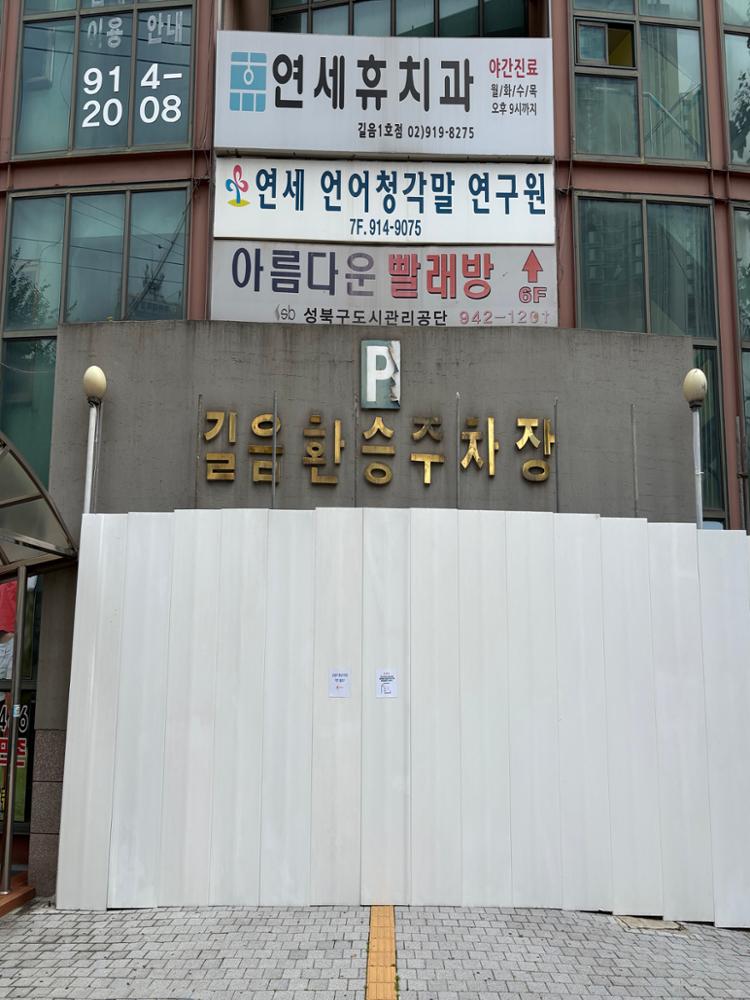 이용 안내
914-
2008
연세휴치과
야간진료
월/화/수/목
오후 9시까지
길음1호점 02)919-8275
연세 언어청각말 연구원
7F. 914-9075
아름다운 빨래방
6F
sb 성북구도시관리공단 942-1201
P
길음환승주차장
46